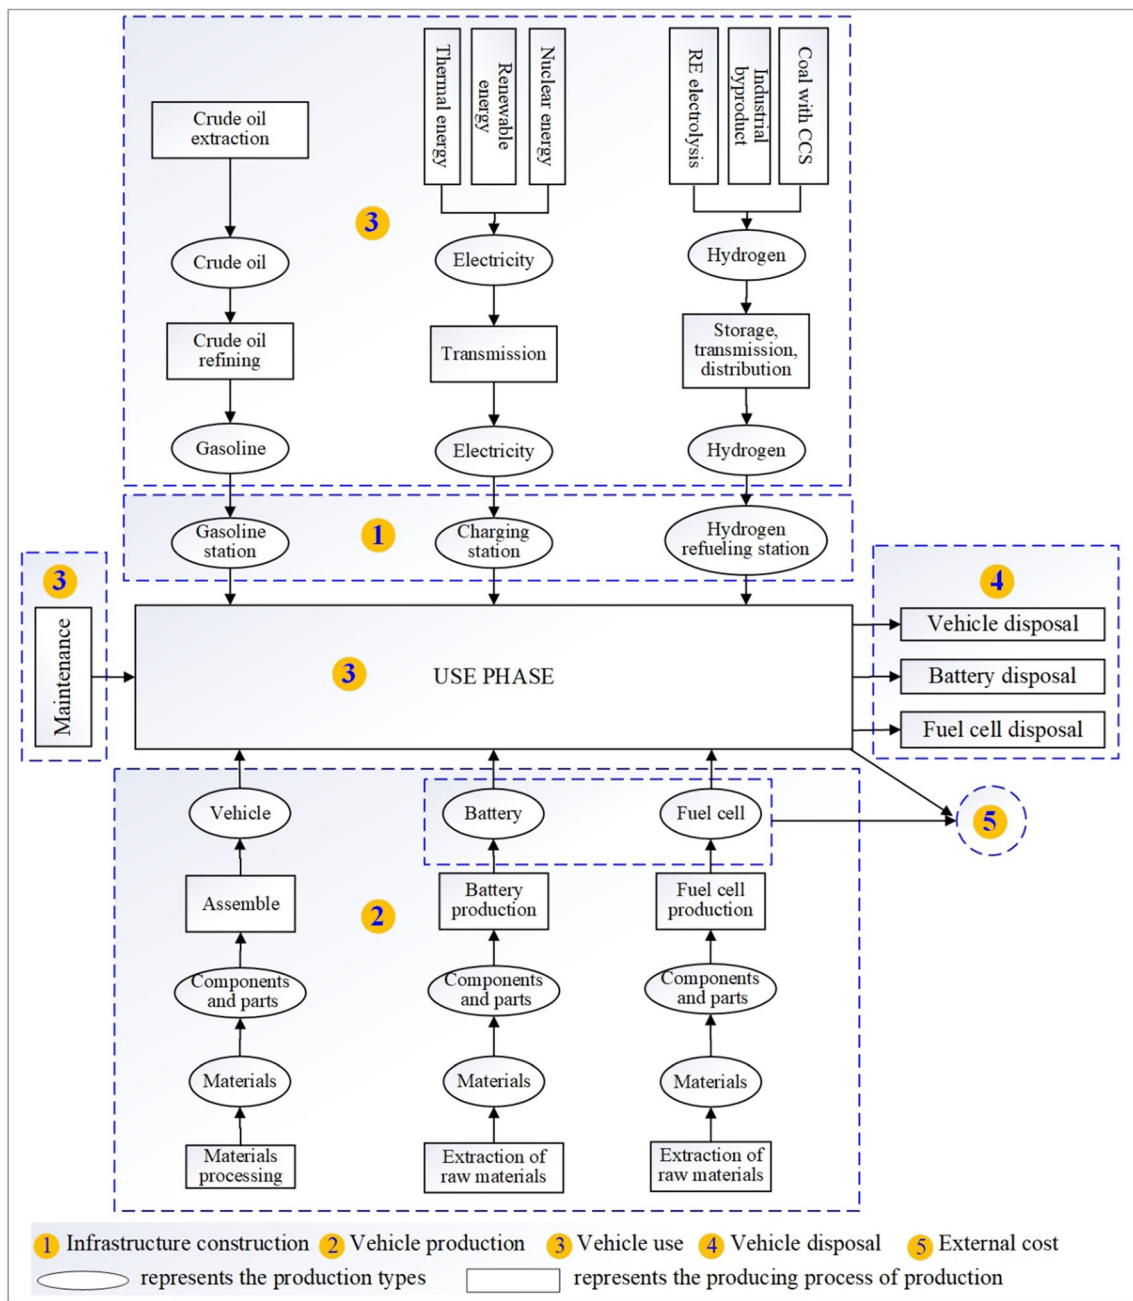 Thermal energy
Renewable
energy
Nuclear energy
RE electrolysis
Industrial
byproduct
Coal with CCS
Crude oil
extraction
3
Crude oil
Electricity
Hydrogen
Crude oil
refining
Transmission
Storage,
transmission,
distribution
Gasoline
Electricity
Hydrogen
Gasoline
station
1
Charging
station
Hydrogen
refueling station
3
Maintenance
3
USE PHASE
4
Vehicle disposal
Battery disposal
Fuel cell disposal
Vehicle
Battery
Fuel cell
5
Assemble
2
Battery
production
Fuel cell
production
Components
and parts
Components
and parts
Components
and parts
Materials
Materials
Materials
Materials
processing
Extraction of
raw materials
Extraction of
raw materials
1 Infrastructure construction 2 Vehicle production 3 Vehicle use 4 Vehicle disposal 5 External cost
represents the production types represents the producing process of production